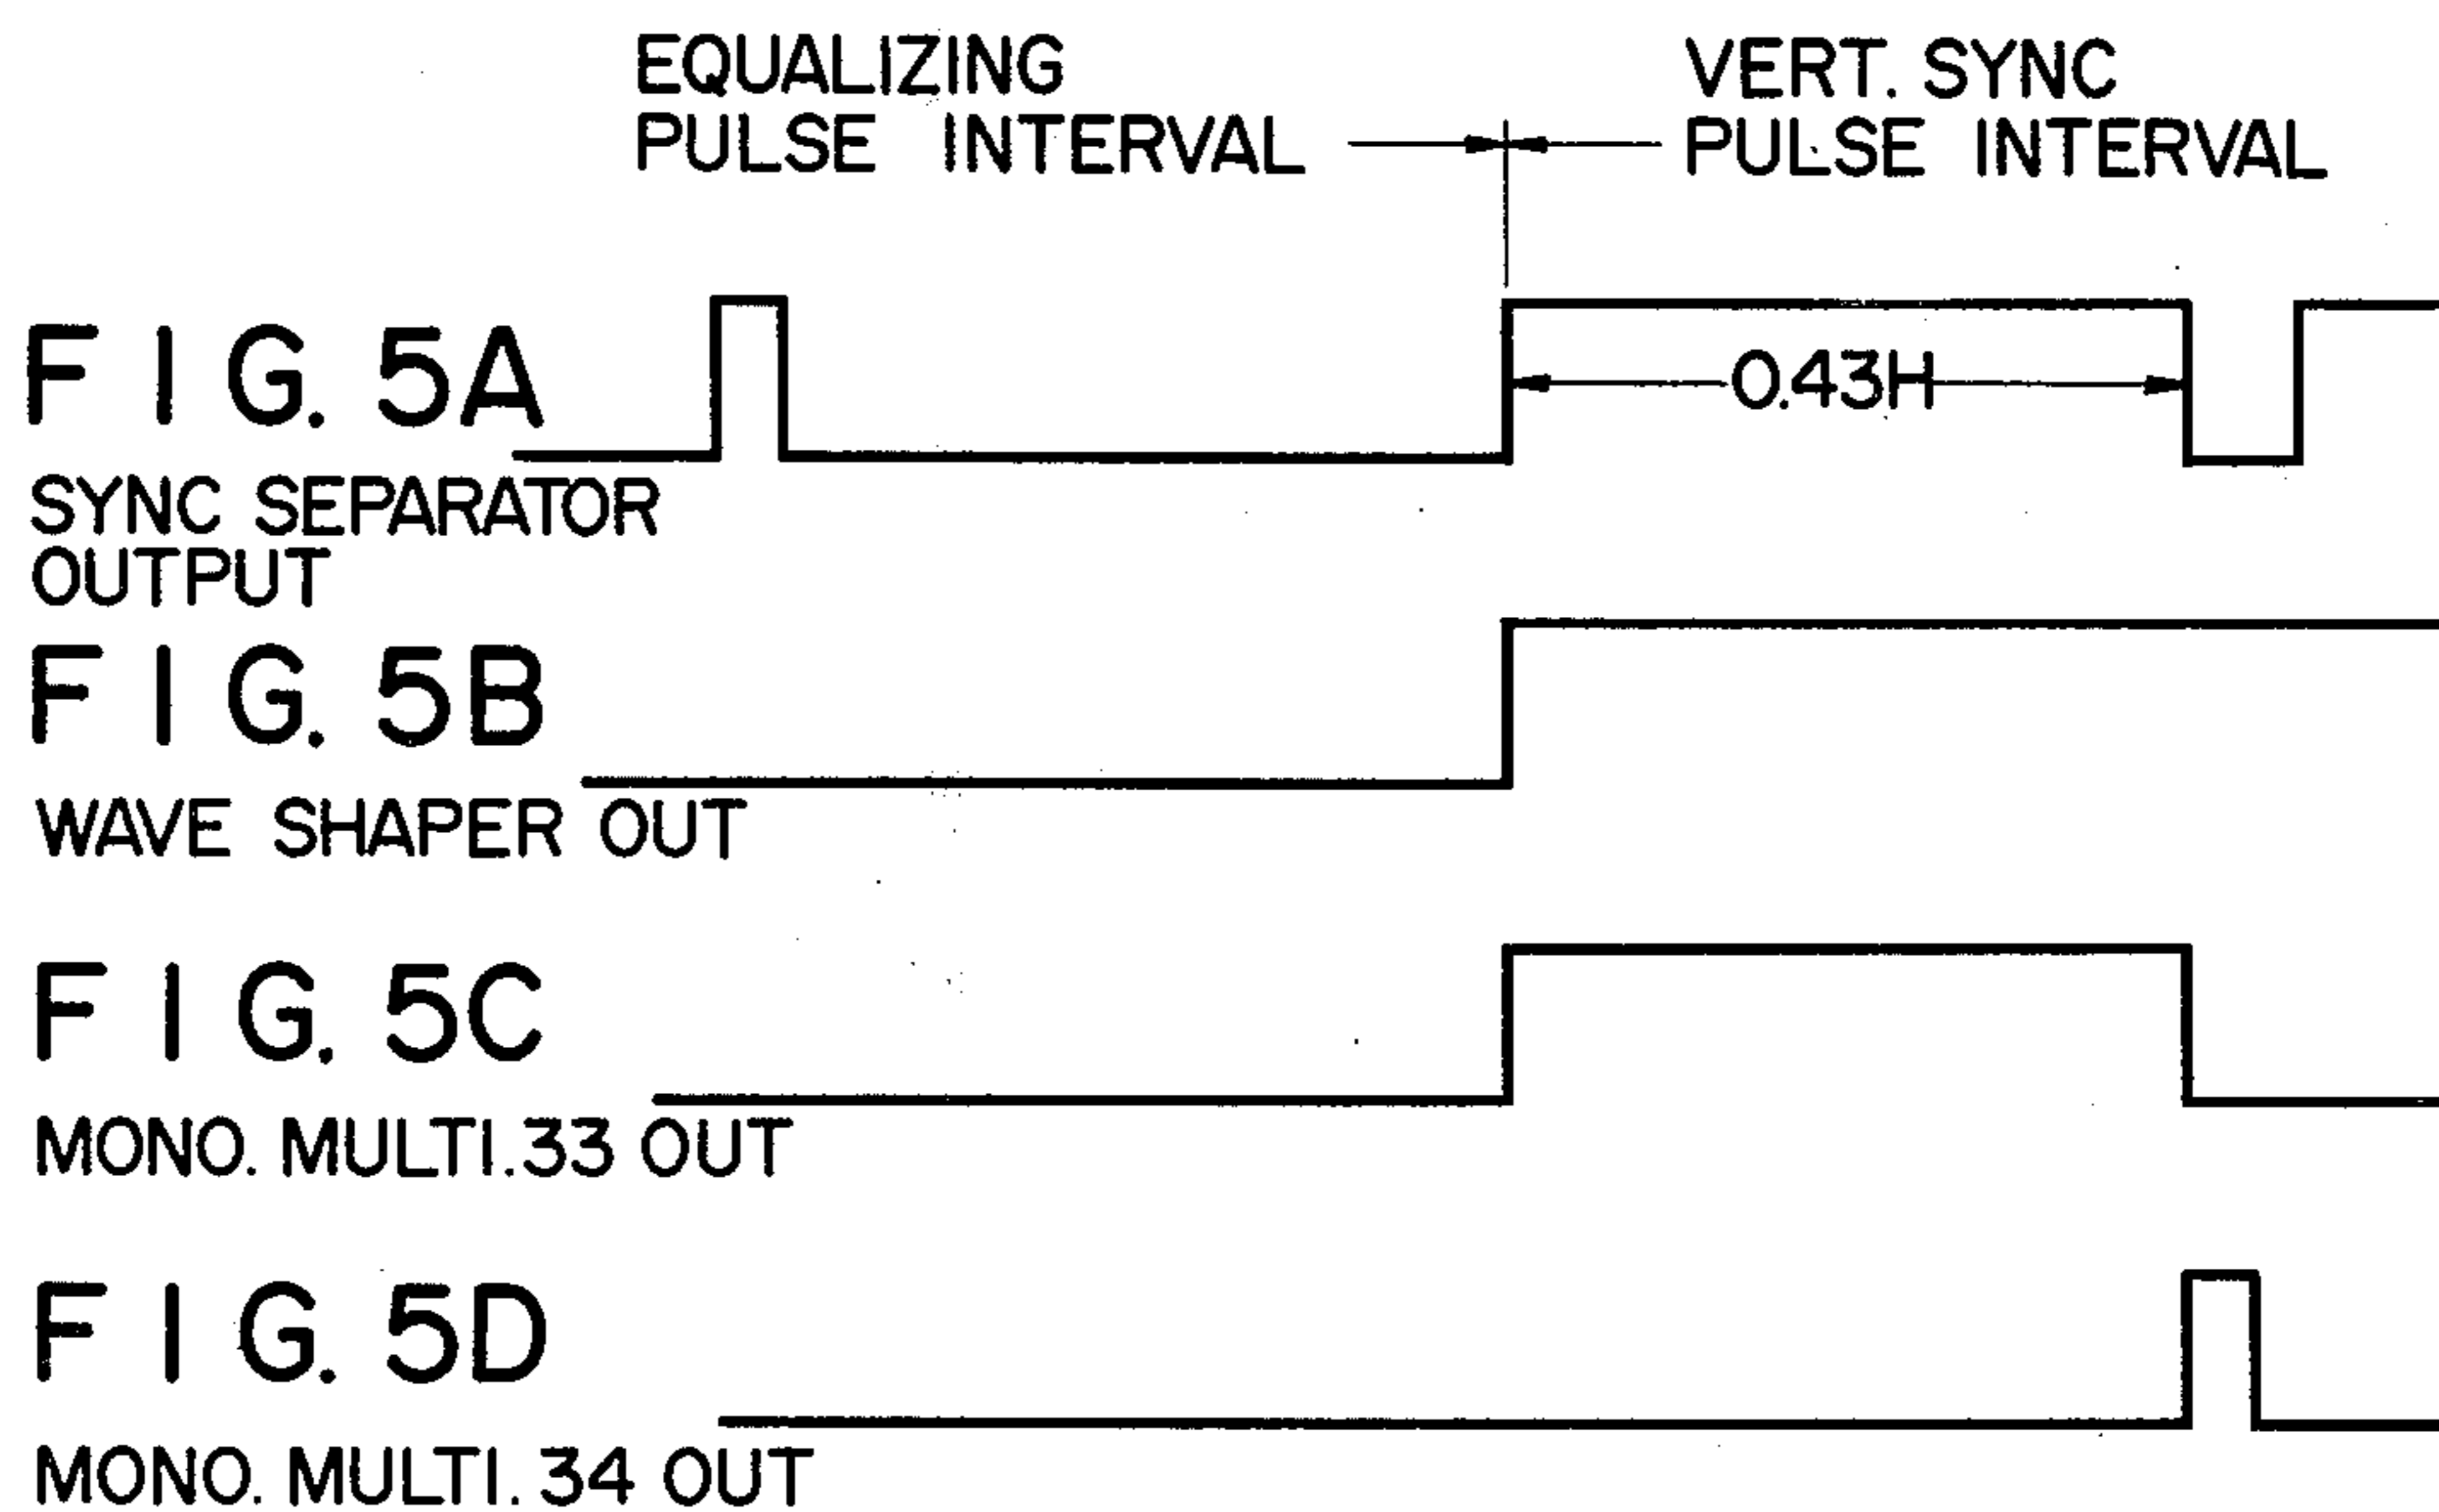 EQUALIZING
PULSE INTERVAL
VERT. SYNC
PULSE INTERVAL
FIG. 5A
0.43H
SYNC SEPARATOR
OUTPUT
FIG. 5B
WAVE SHAPER OUT
FIG. 5C
MONO. MULTI. 33 OUT
FIG. 5D
MONO. MULTI. 34 OUT